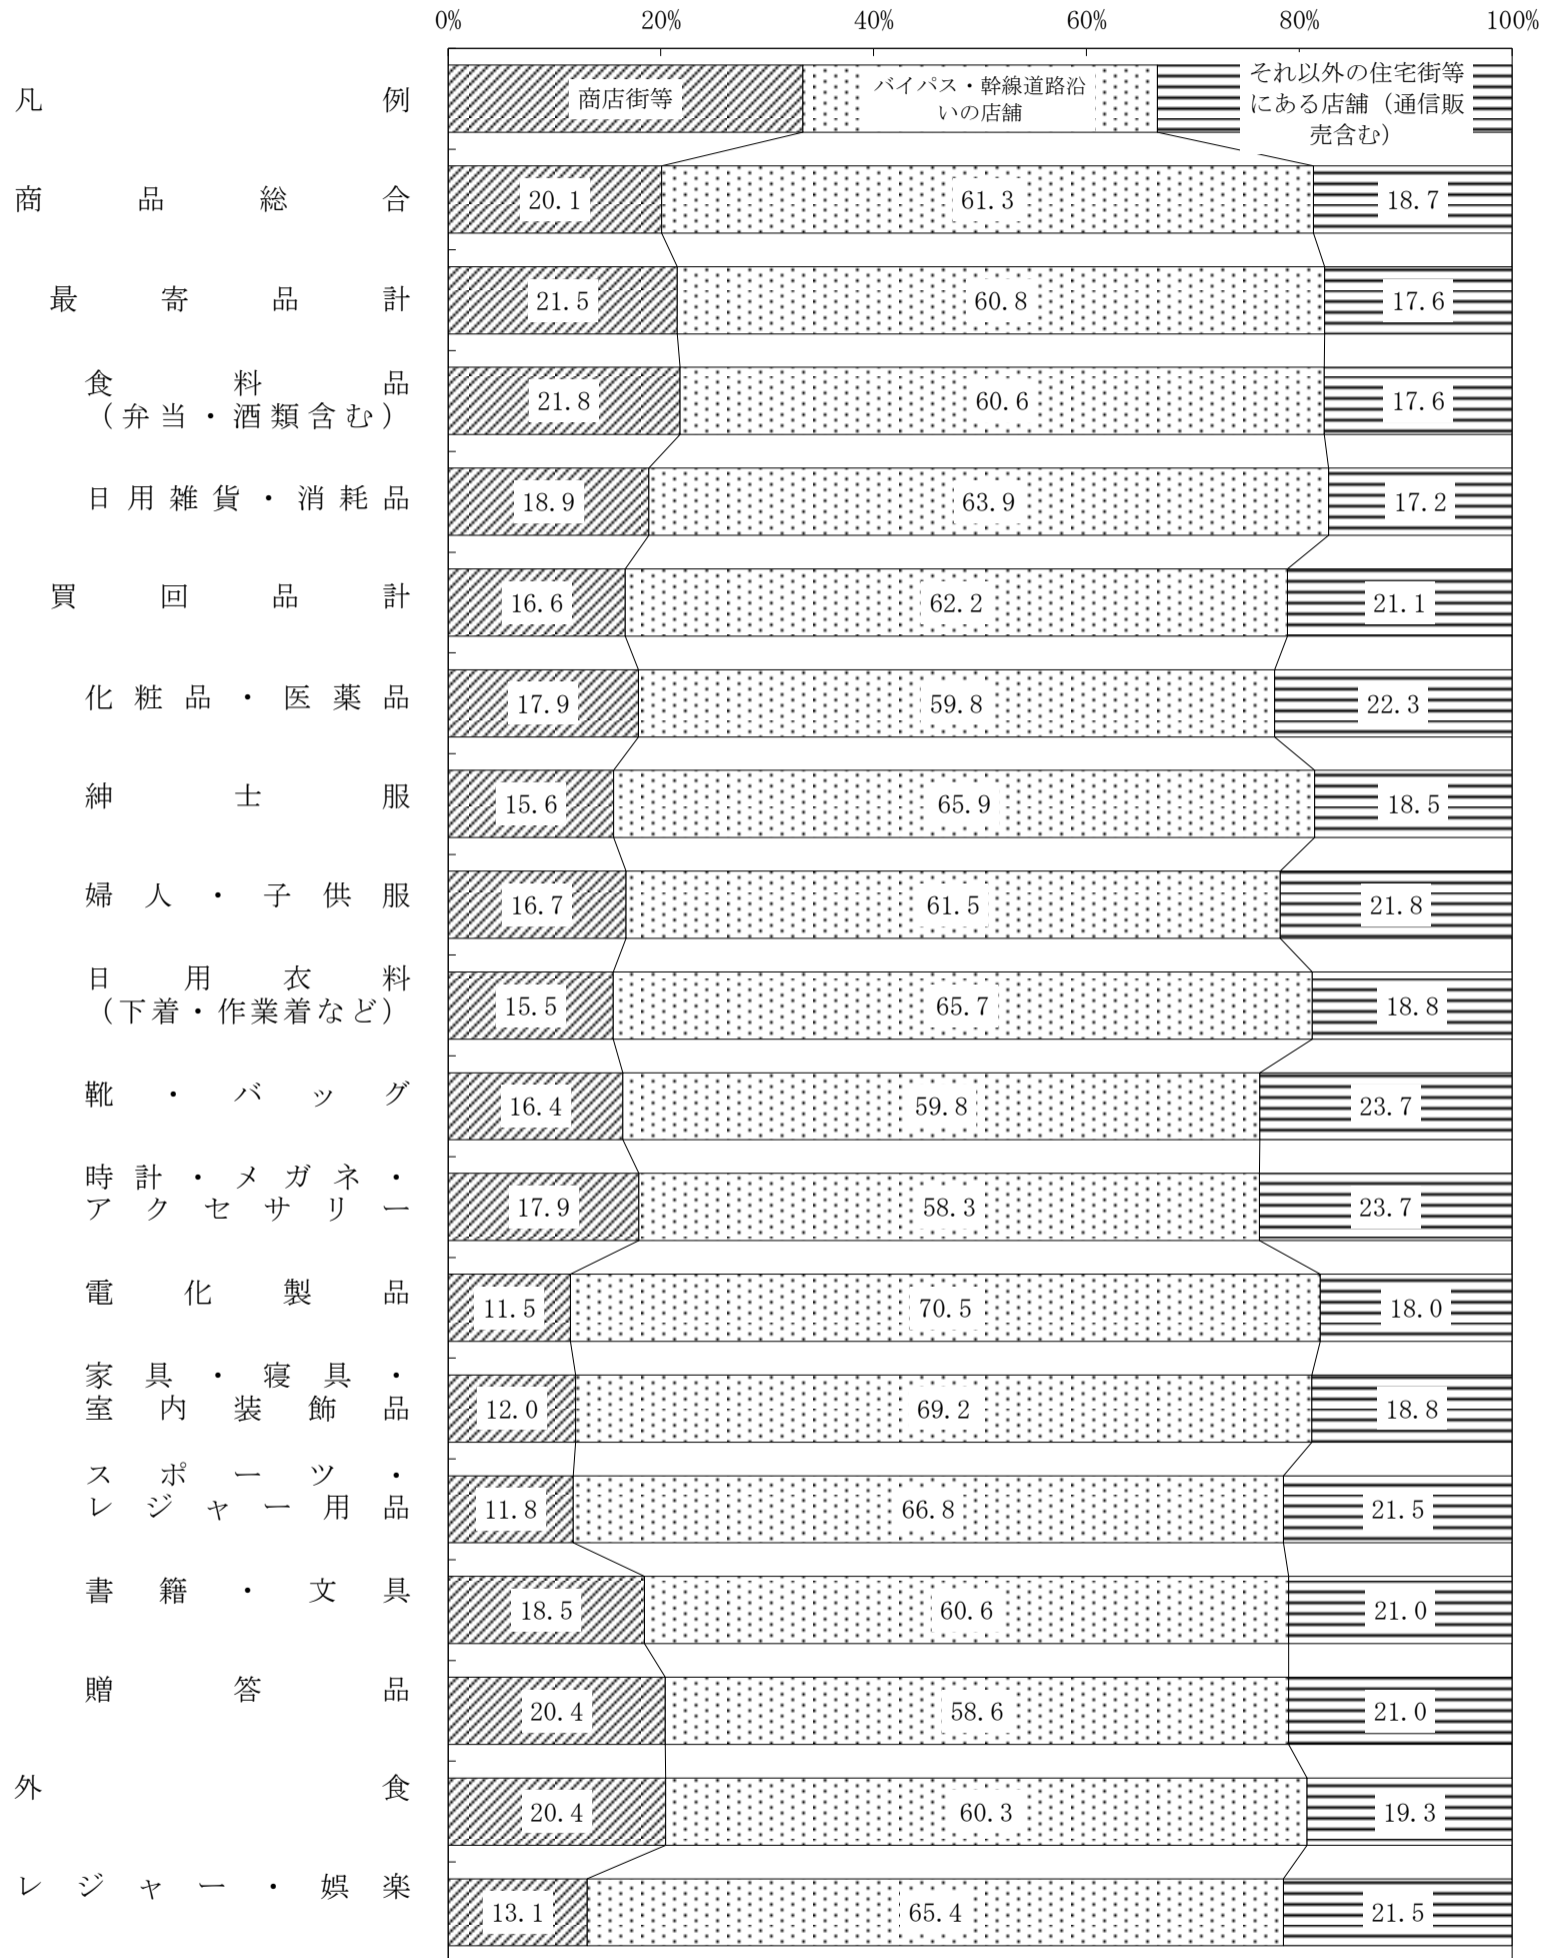 0% 20% 40% 60% 80% 100%
凡例 商店街等
バイパス・幹線道路沿
いの店舗
それ以外の住宅街等
にある店舗（通信販
売含む）
商品総合 20.1 61.3 18.7
最寄品計 21.5 60.8 17.6
食料品
（弁当・酒類含む）
21.8 60.6 17.6
日用雑貨・消耗品 18.9 63.9 17.2
買回品計 16.6 62.2 21.1
化粧品・医薬品 17.9 59.8 22.3
紳士服 15.6 65.9 18.5
婦人・子供服 16.7 61.5 21.8
日用衣料
（下着・作業着など）
15.5 65.7 18.8
靴・バッグ 16.4 59.8 23.7
時計・メガネ・
アクセサリー
17.9 58.3 23.7
電化製品 11.5 70.5 18.0
家具・寝具・
室内装飾品
12.0 69.2 18.8
スポーツ・
レジャー用品
11.8 66.8 21.5
書籍・文具 18.5 60.6 21.0
贈答品 20.4 58.6 21.0
外食 20.4 60.3 19.3
レジャー・娯楽 13.1 65.4 21.5